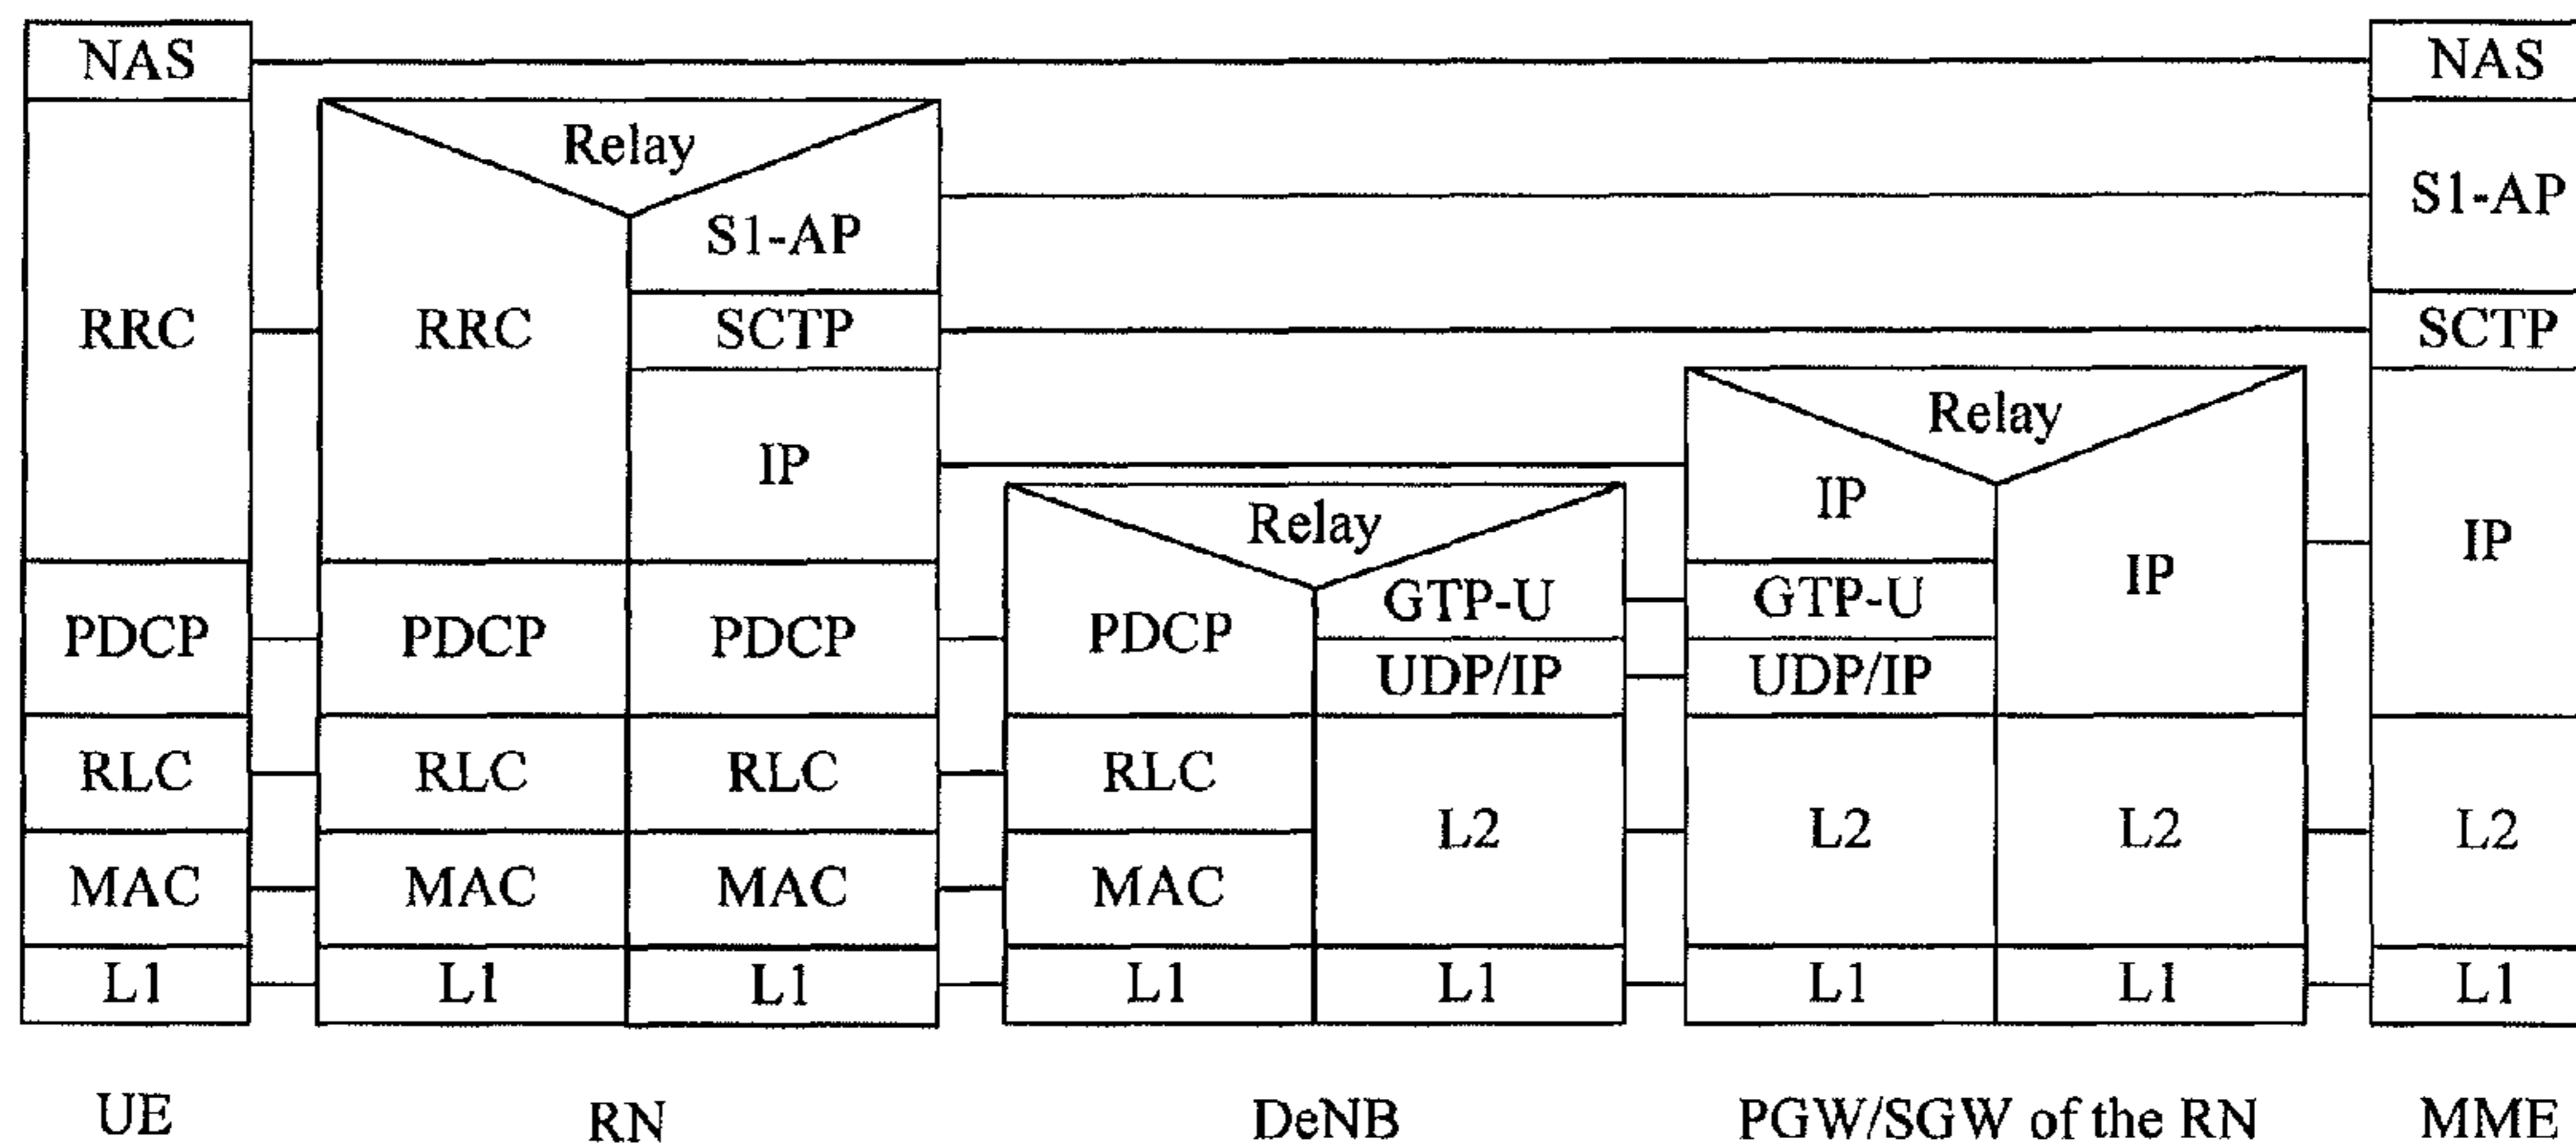 NAS
NAS
Relay
S1-AP
S1-AP
RRC
RRC
SCTP
SCTP
IP
Relay
IP
Relay
IP
IP
PDCP
PDCP
PDCP
PDCP
GTP-U
GTP-U
IP
UDP/IP
UDP/IP
RLC
RLC
RLC
RLC
L2
L2
L2
L2
MAC
MAC
MAC
MAC
L1
L1
L1
L1
L1
L1
L1
L1
UE
RN
DeNB
PGW/SGW of the RN
MME